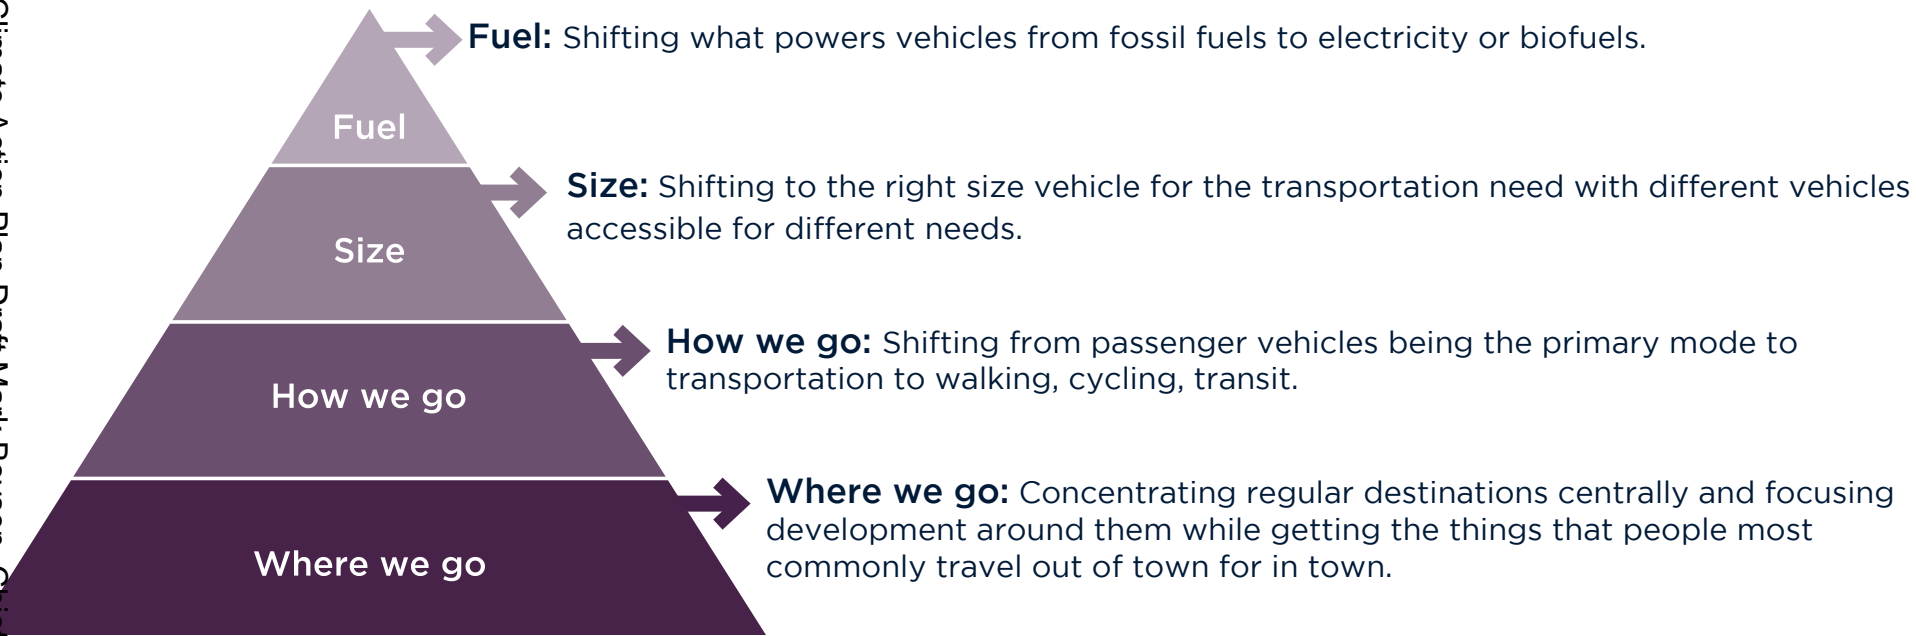 Fuel: Shifting what powers vehicles from fossil fuels to electricity or biofuels.
Fuel
Size: Shifting to the right size vehicle for the transportation need with different vehicles
accessible for different needs.
Size
How we go: Shifting from passenger vehicles being the primary mode to
transportation to walking, cycling, transit.
How we go
Where we go: Concentrating regular destinations centrally and focusing
development around them while getting the things that people most
commonly travel out of town for in town.
Where we go
Climate Action Plan Draft